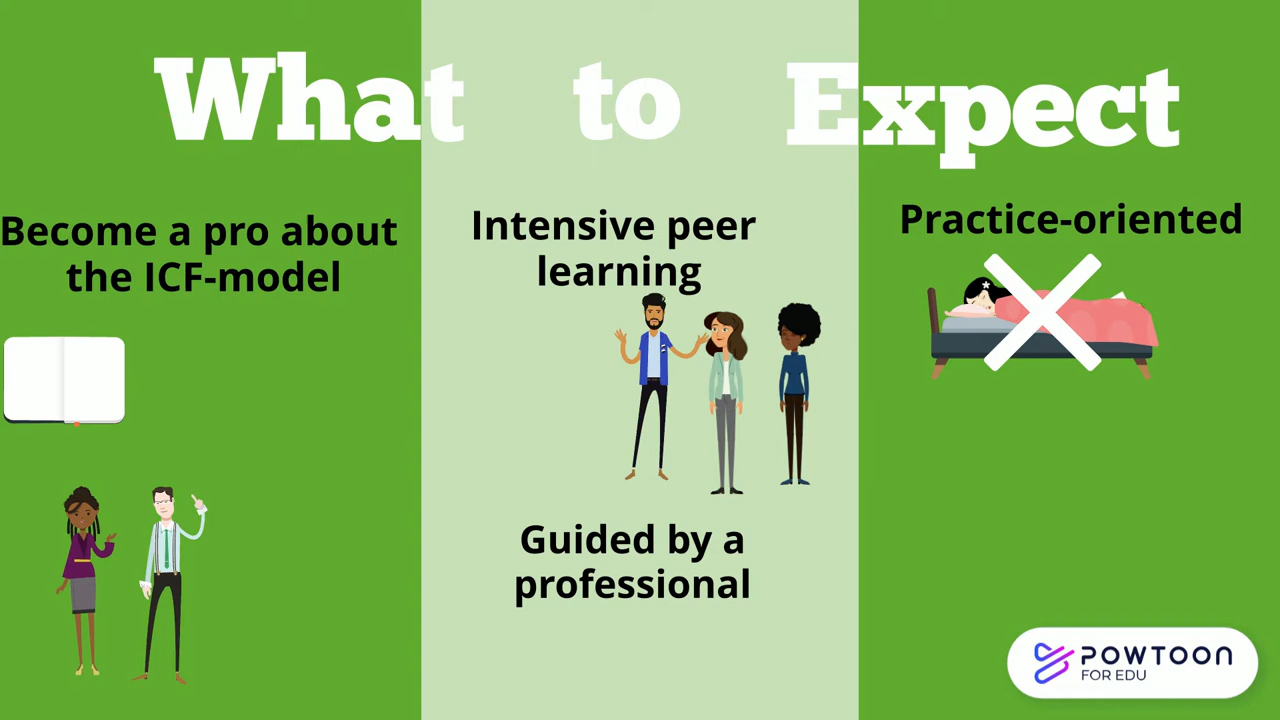 What to Expect
Become a pro about
the ICF-model
Intensive peer
learning
Guided by a
professional
Practice-oriented
POWTOON
FOR EDU